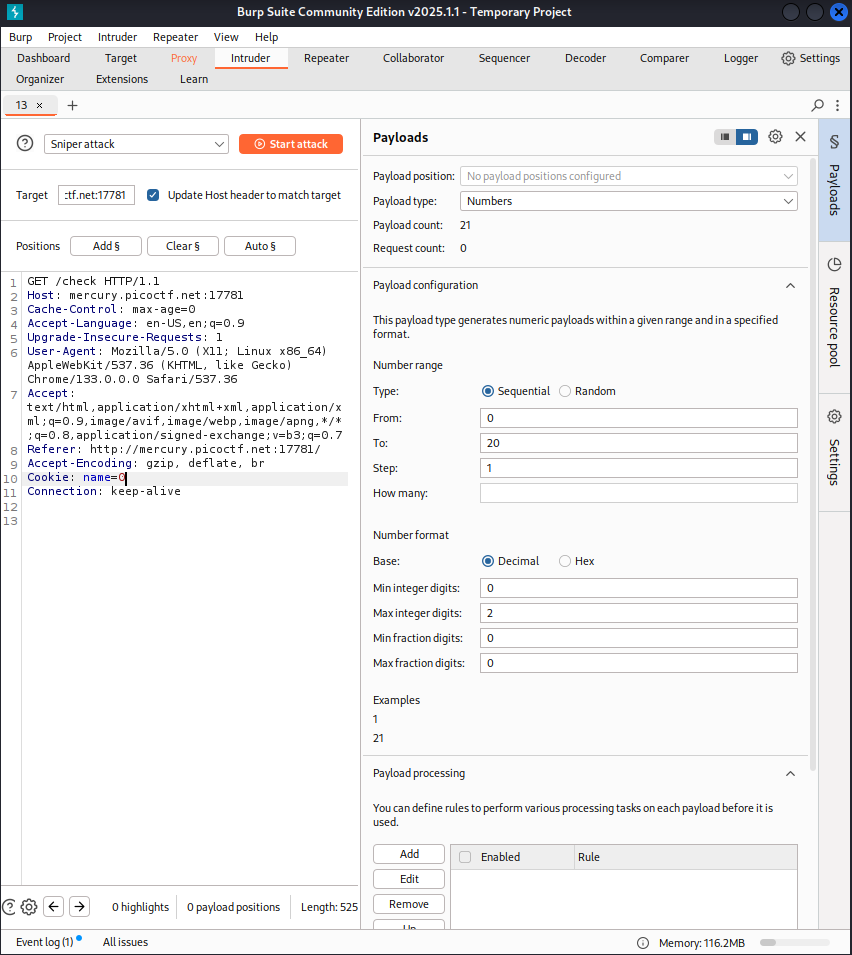 Burp Suite Community Edition v2025.1.1 - Temporary Project
Burp Project Intruder Repeater View Help
Dashboard Target Proxy Intruder Repeater Collaborator Sequencer Decoder Comparer Logger Settings
Organizer Extensions Learn
13 × +
Sniper attack Start attack
Target :tf.net:17781 Update Host header to match target
Positions Add § Clear § Auto §
1 GET /check HTTP/1.1
2 Host: mercury.picoctf.net:17781
3 Cache-Control: max-age=0
4 Accept-Language: en-US,en;q=0.9
5 Upgrade-Insecure-Requests: 1
6 User-Agent: Mozilla/5.0 (X11; Linux x86_64)
AppleWebKit/537.36 (KHTML, like Gecko)
Chrome/133.0.0.0 Safari/537.36
7 Accept:
text/html,application/xhtml+xml,application/x
ml;q=0.9,image/avif,image/webp,image/apng,*/*
;q=0.8,application/signed-exchange;v=b3;q=0.7
8 Referer: http://mercury.picoctf.net:17781/
9 Accept-Encoding: gzip, deflate, br
10 Cookie: name=0
11 Connection: keep-alive
12
13
0 highlights 0 payload positions Length: 525
Payloads
Payload position: No payload positions configured
Payload type: Numbers
Payload count: 21
Request count: 0
Payload configuration
This payload type generates numeric payloads within a given range and in a specified
format.
Number range
Type: Sequential Random
From: 0
To: 20
Step: 1
How many:
Number format
Base: Decimal Hex
Min integer digits: 0
Max integer digits: 2
Min fraction digits: 0
Max fraction digits: 0
Examples
1
21
Payload processing
You can define rules to perform various processing tasks on each payload before it is
used.
Add Enabled Rule
Edit
Remove
Up
§ Payloads
Resource pool
Settings
Event log (1) All issues Memory: 116.2MB